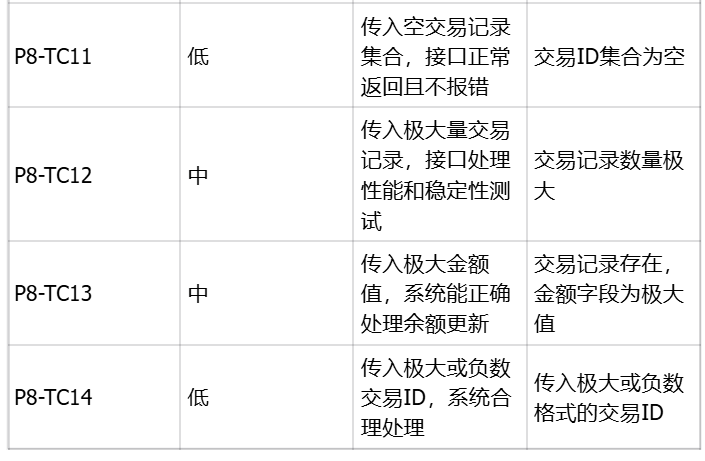 P8-TC11
低
传入空交易记录
集合，接口正常
返回且不报错
交易ID集合为空
P8-TC12
中
传入极大量交易
记录，接口处理
性能和稳定性测
试
交易记录数量极
大
P8-TC13
中
传入极大金额
值，系统能正确
处理余额更新
交易记录存在，
金额字段为极大
值
P8-TC14
低
传入极大或负数
交易ID，系统合
理处理
传入极大或负数
格式的交易ID